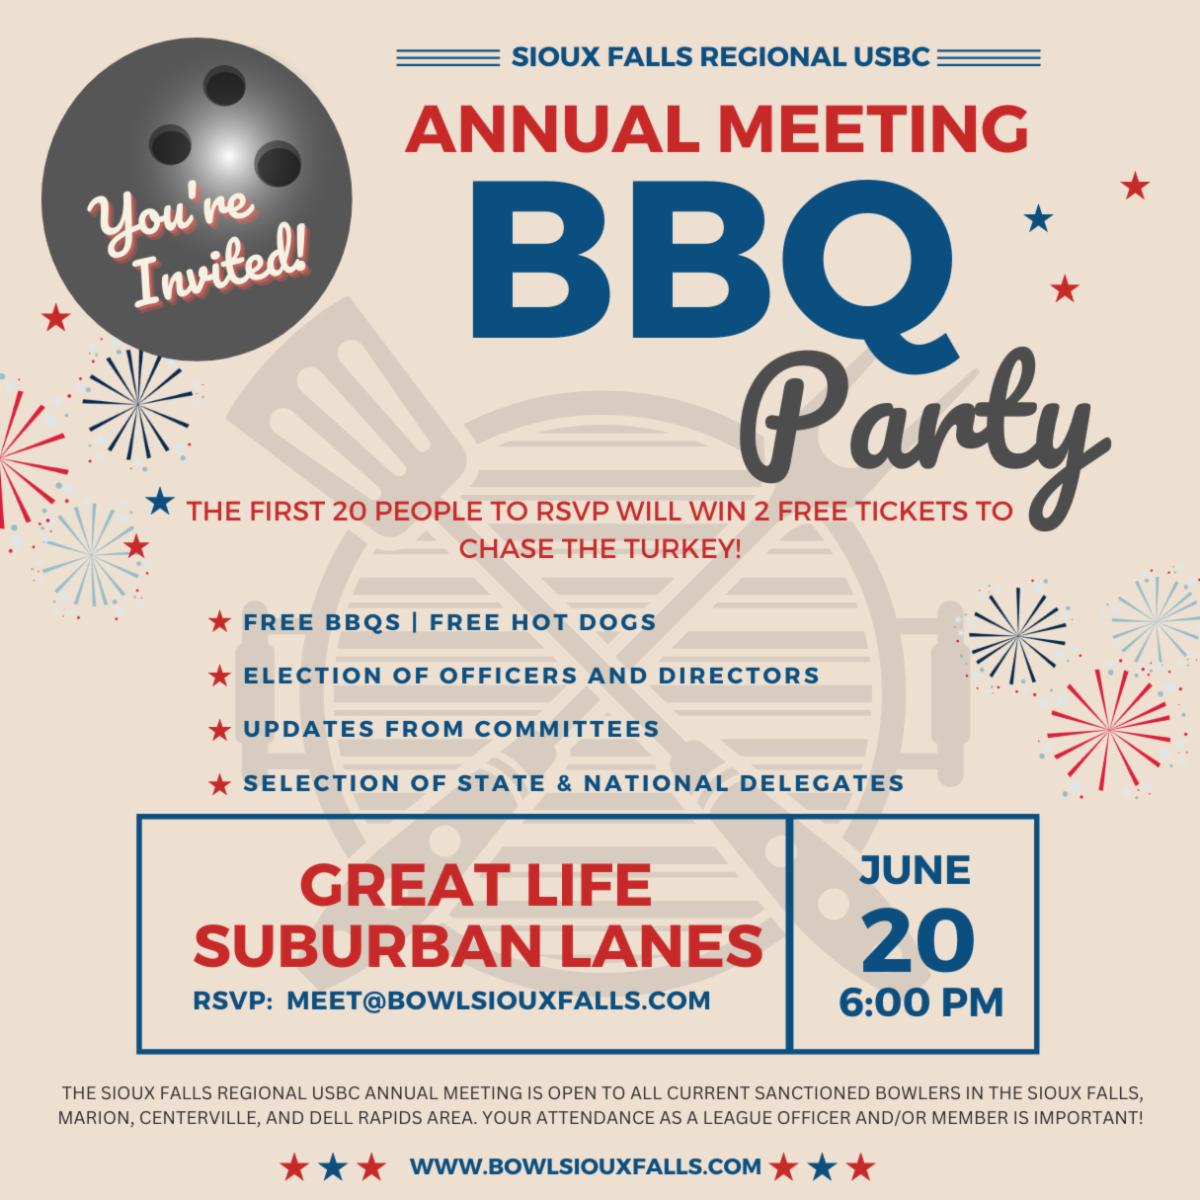 You're
Invited!
SIOUX FALLS REGIONAL USBC
ANNUAL MEETING
BBQ
Party
THE FIRST 20 PEOPLE TO RSVP WILL WIN 2 FREE TICKETS TO
CHASE THE TURKEY!
FREE BBQS | FREE HOT DOGS
ELECTION OF OFFICERS AND DIRECTORS
UPDATES FROM COMMITTEES
SELECTION OF STATE & NATIONAL DELEGATES
GREAT LIFE
SUBURBAN LANES
RSVP: MEET@BOWLSIOUXFALLS.COM
JUNE
20
6:00 PM
THE SIOUX FALLS REGIONAL USBC ANNUAL MEETING IS OPEN TO ALL CURRENT SANCTIONED BOWLERS IN THE SIOUX FALLS,
MARION, CENTERVILLE, AND DELL RAPIDS AREA. YOUR ATTENDANCE AS A LEAGUE OFFICER AND/OR MEMBER IS IMPORTANT!
WWW.BOWLSIOUXFALLS.COM